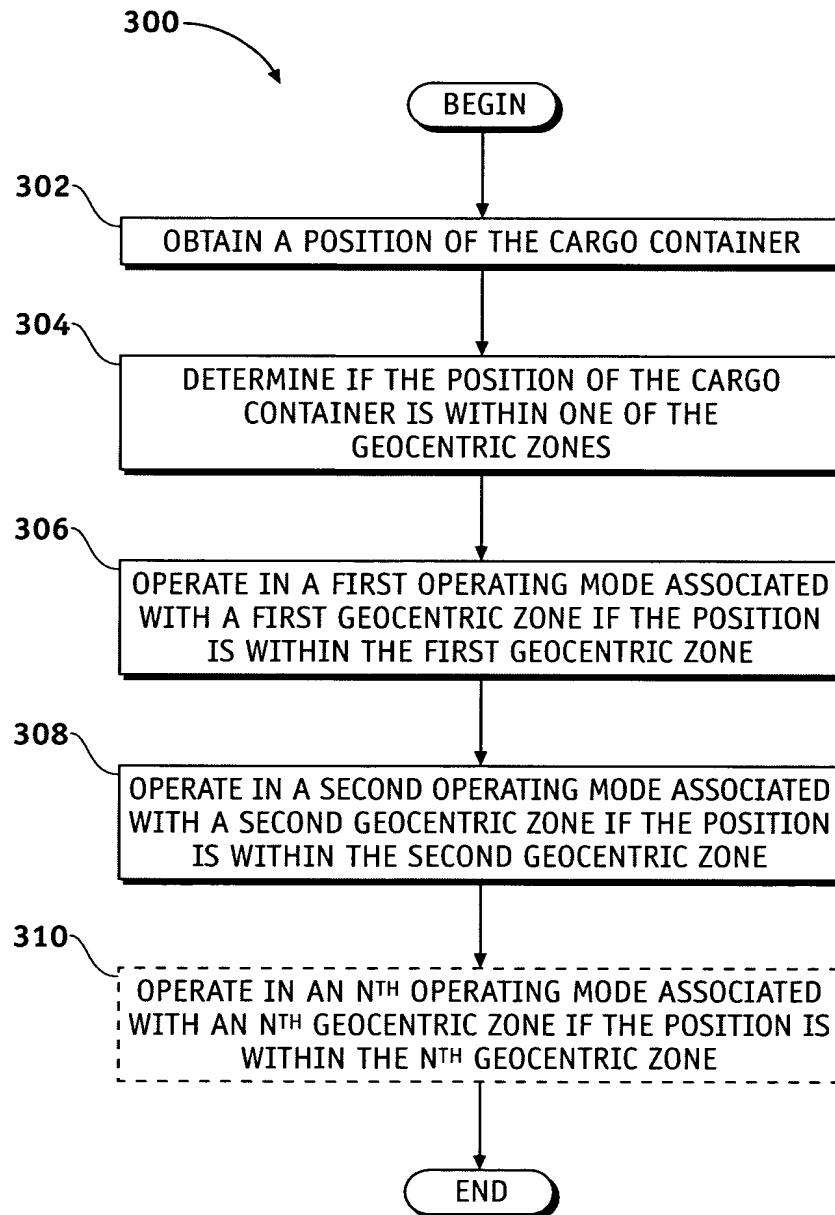 300
BEGIN
302
OBTAIN A POSITION OF THE CARGO CONTAINER
304
DETERMINE IF THE POSITION OF THE CARGO
CONTAINER IS WITHIN ONE OF THE
GEOCENTRIC ZONES
306
OPERATE IN A FIRST OPERATING MODE ASSOCIATED
WITH A FIRST GEOCENTRIC ZONE IF THE POSITION
IS WITHIN THE FIRST GEOCENTRIC ZONE
308
OPERATE IN A SECOND OPERATING MODE ASSOCIATED
WITH A SECOND GEOCENTRIC ZONE IF THE POSITION
IS WITHIN THE SECOND GEOCENTRIC ZONE
310
OPERATE IN AN NTH OPERATING MODE ASSOCIATED
WITH AN NTH GEOCENTRIC ZONE IF THE POSITION IS
WITHIN THE NTH GEOCENTRIC ZONE
END